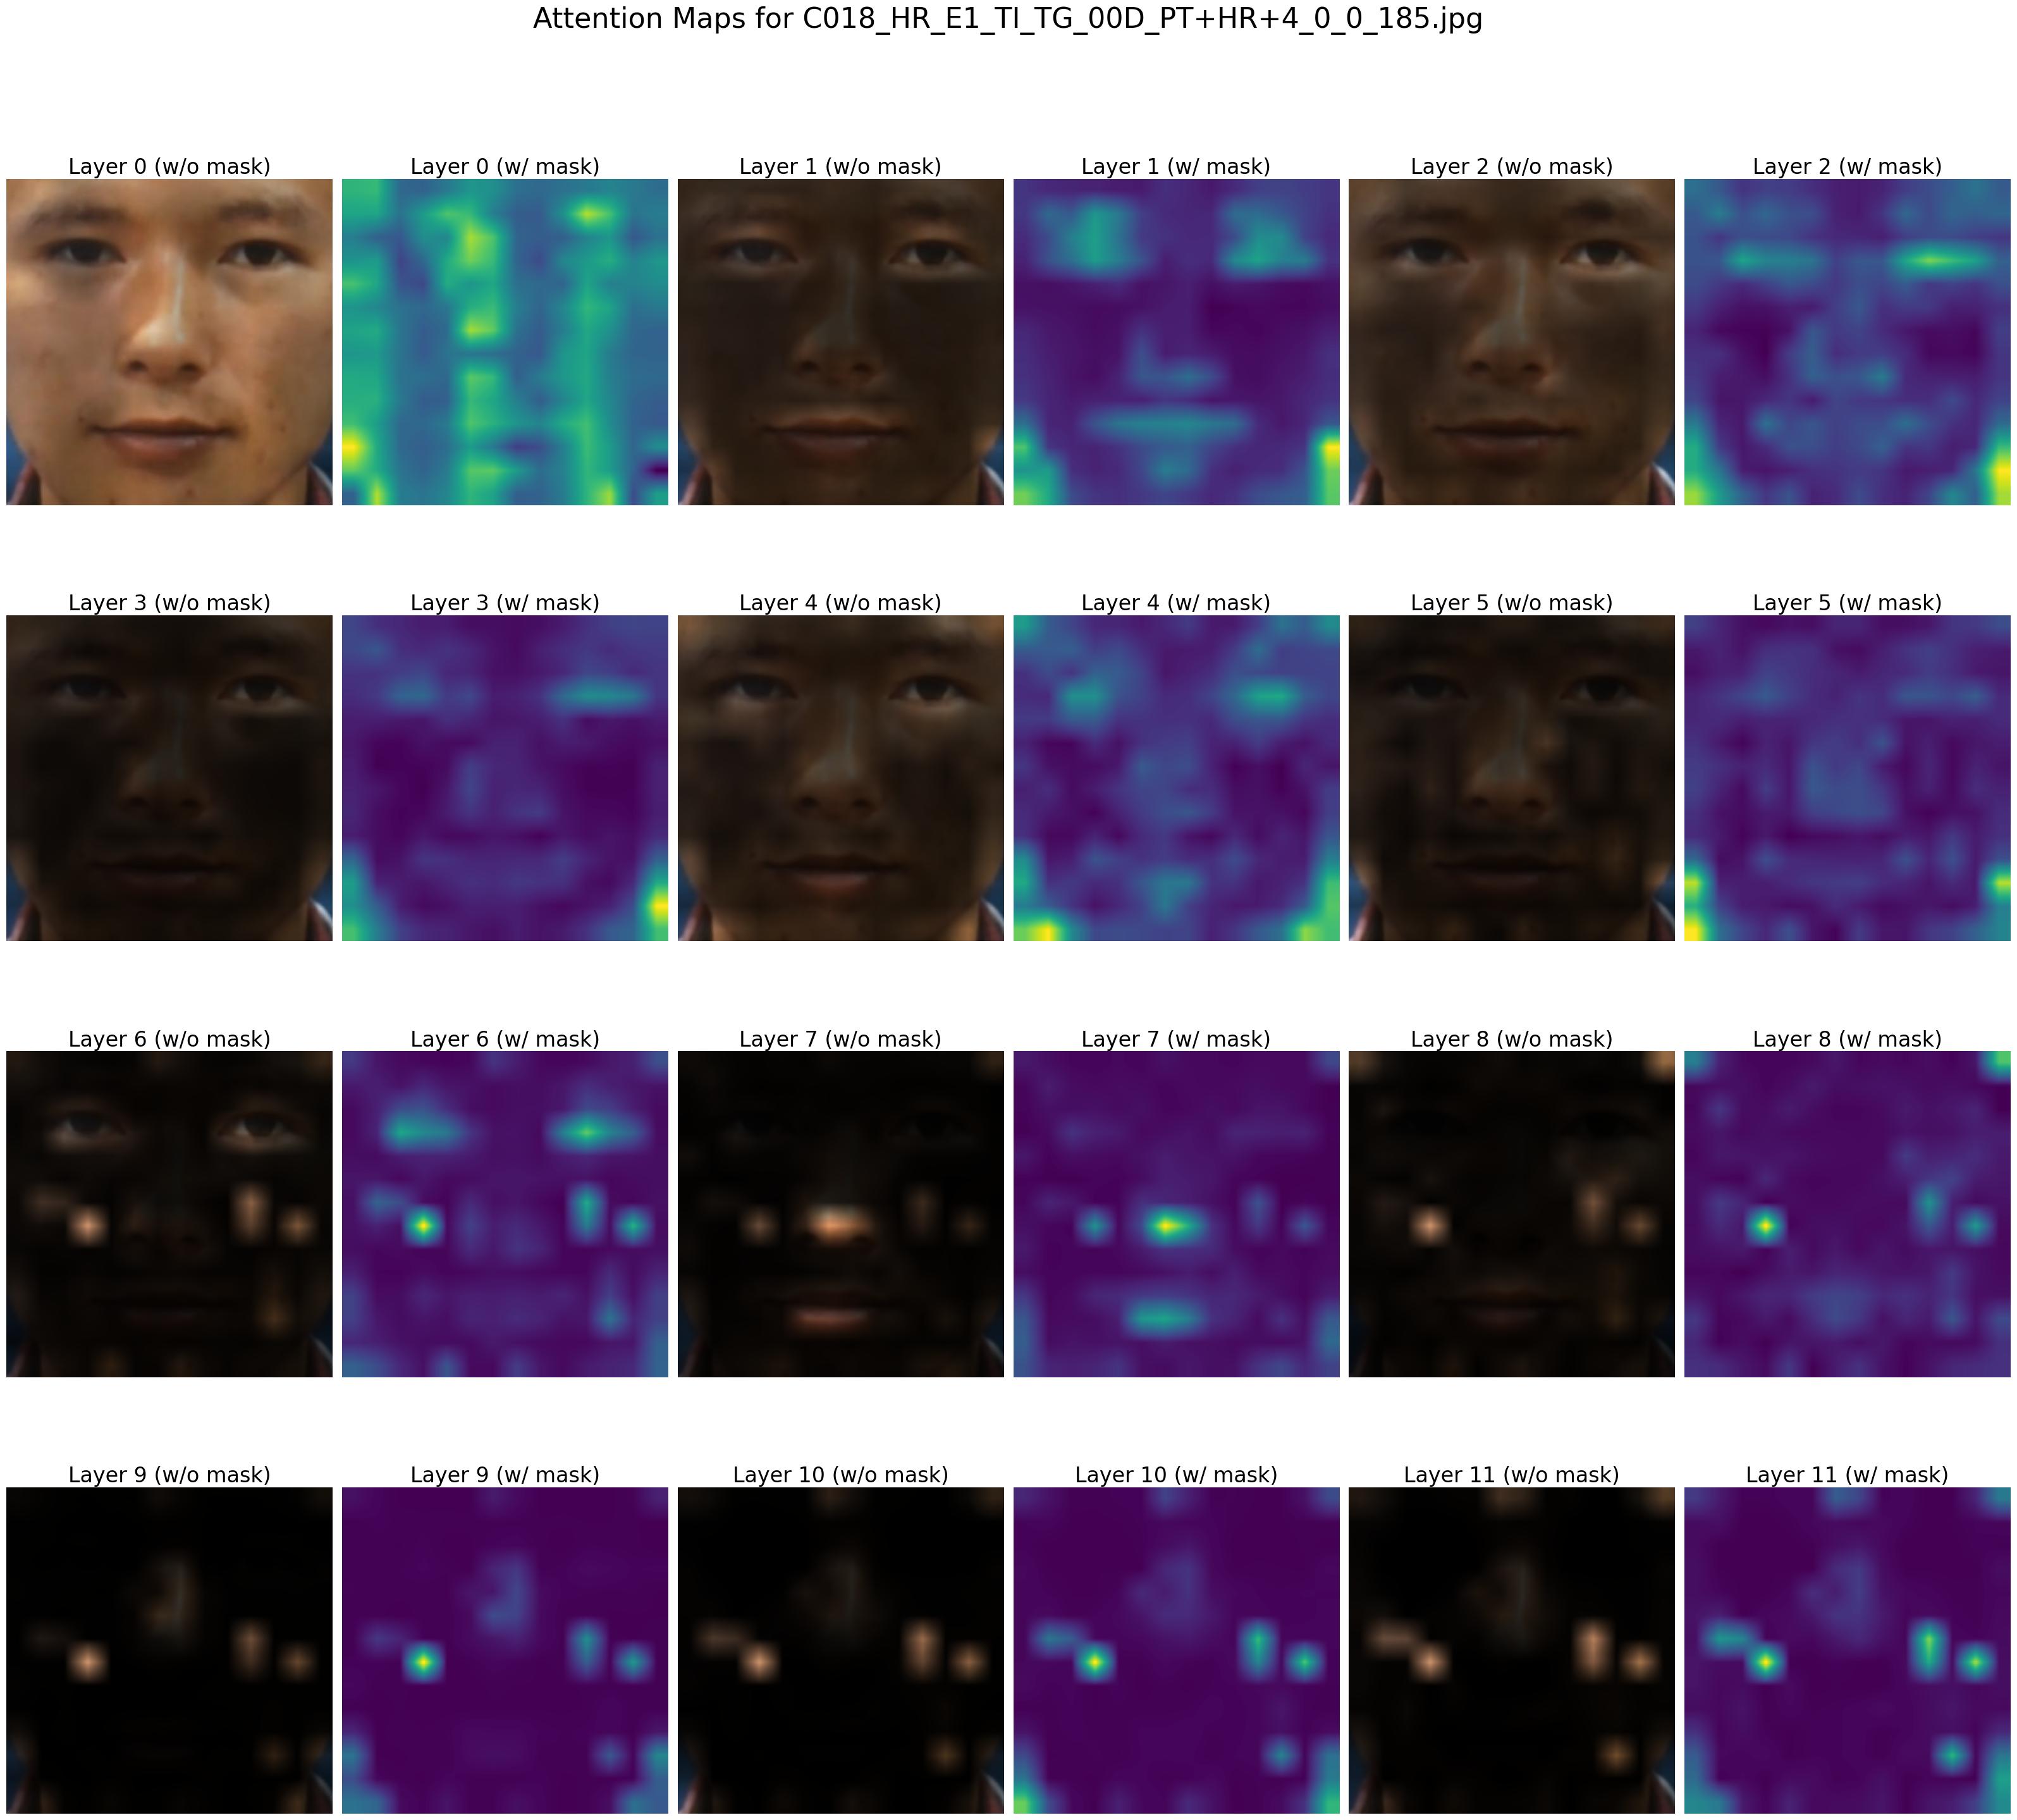 Attention Maps for C018_HR_E1_TI_TG_00D_PT+HR+4_0_0_185.jpg
Layer 0 (w/o mask) Layer 0 (w/ mask) Layer 1 (w/o mask) Layer 1 (w/ mask) Layer 2 (w/o mask) Layer 2 (w/ mask)
Layer 3 (w/o mask) Layer 3 (w/ mask) Layer 4 (w/o mask) Layer 4 (w/ mask) Layer 5 (w/o mask) Layer 5 (w/ mask)
Layer 6 (w/o mask) Layer 6 (w/ mask) Layer 7 (w/o mask) Layer 7 (w/ mask) Layer 8 (w/o mask) Layer 8 (w/ mask)
Layer 9 (w/o mask) Layer 9 (w/ mask) Layer 10 (w/o mask) Layer 10 (w/ mask) Layer 11 (w/o mask) Layer 11 (w/ mask)